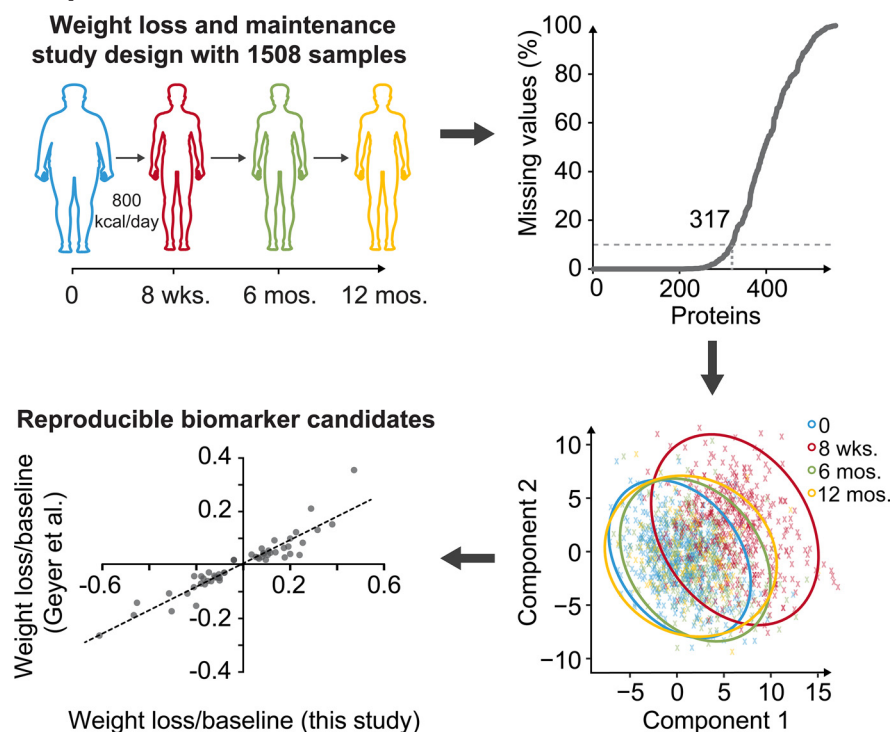 Weight loss and maintenance
study design with 1508 samples
800
kcal/day
0
8 wks.
6 mos.
12 mos.
Missing values (%)
100
80
60
40
20
0
317
0
200
400
Proteins
Reproducible biomarker candidates
Weight loss/baseline
(Geyer et al.)
0.4
0.2
-0.2
-0.4
-0.6
0.2
0.6
Weight loss/baseline (this study)
Component 2
10
5
0
−5
−10
−5
0
5
10
15
Component 1
0
8 wks.
6 mos.
12 mos.